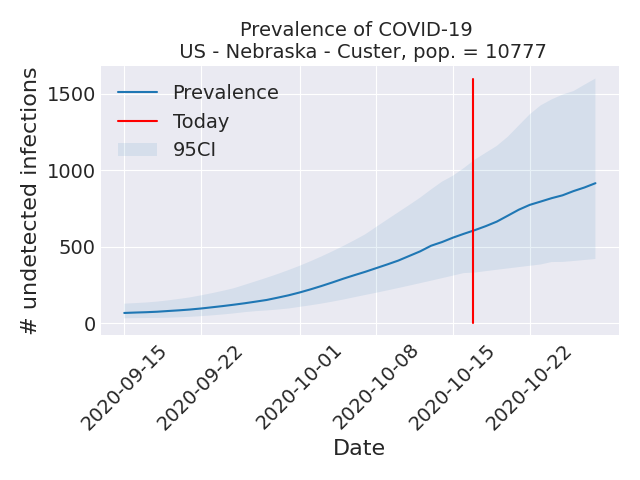 Prevalence of COVID-19
US - Nebraska - Custer, pop. = 10777
# undetected infections
1500
1000
500
0
Prevalence
Today
95CI
2020-09-15
2020-09-22
2020-10-01
2020-10-08
2020-10-15
2020-10-22
Date